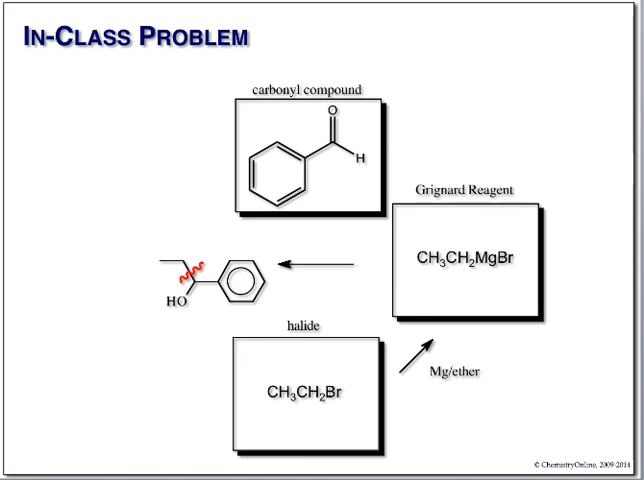 IN-CLASS PROBLEM
carbonyl compound
O
H
Grignard Reagent
CH₃CH₂MgBr
HO
halide
CH₃CH₂Br
Mg/ether
© ChemistryOnline, 2009-2014